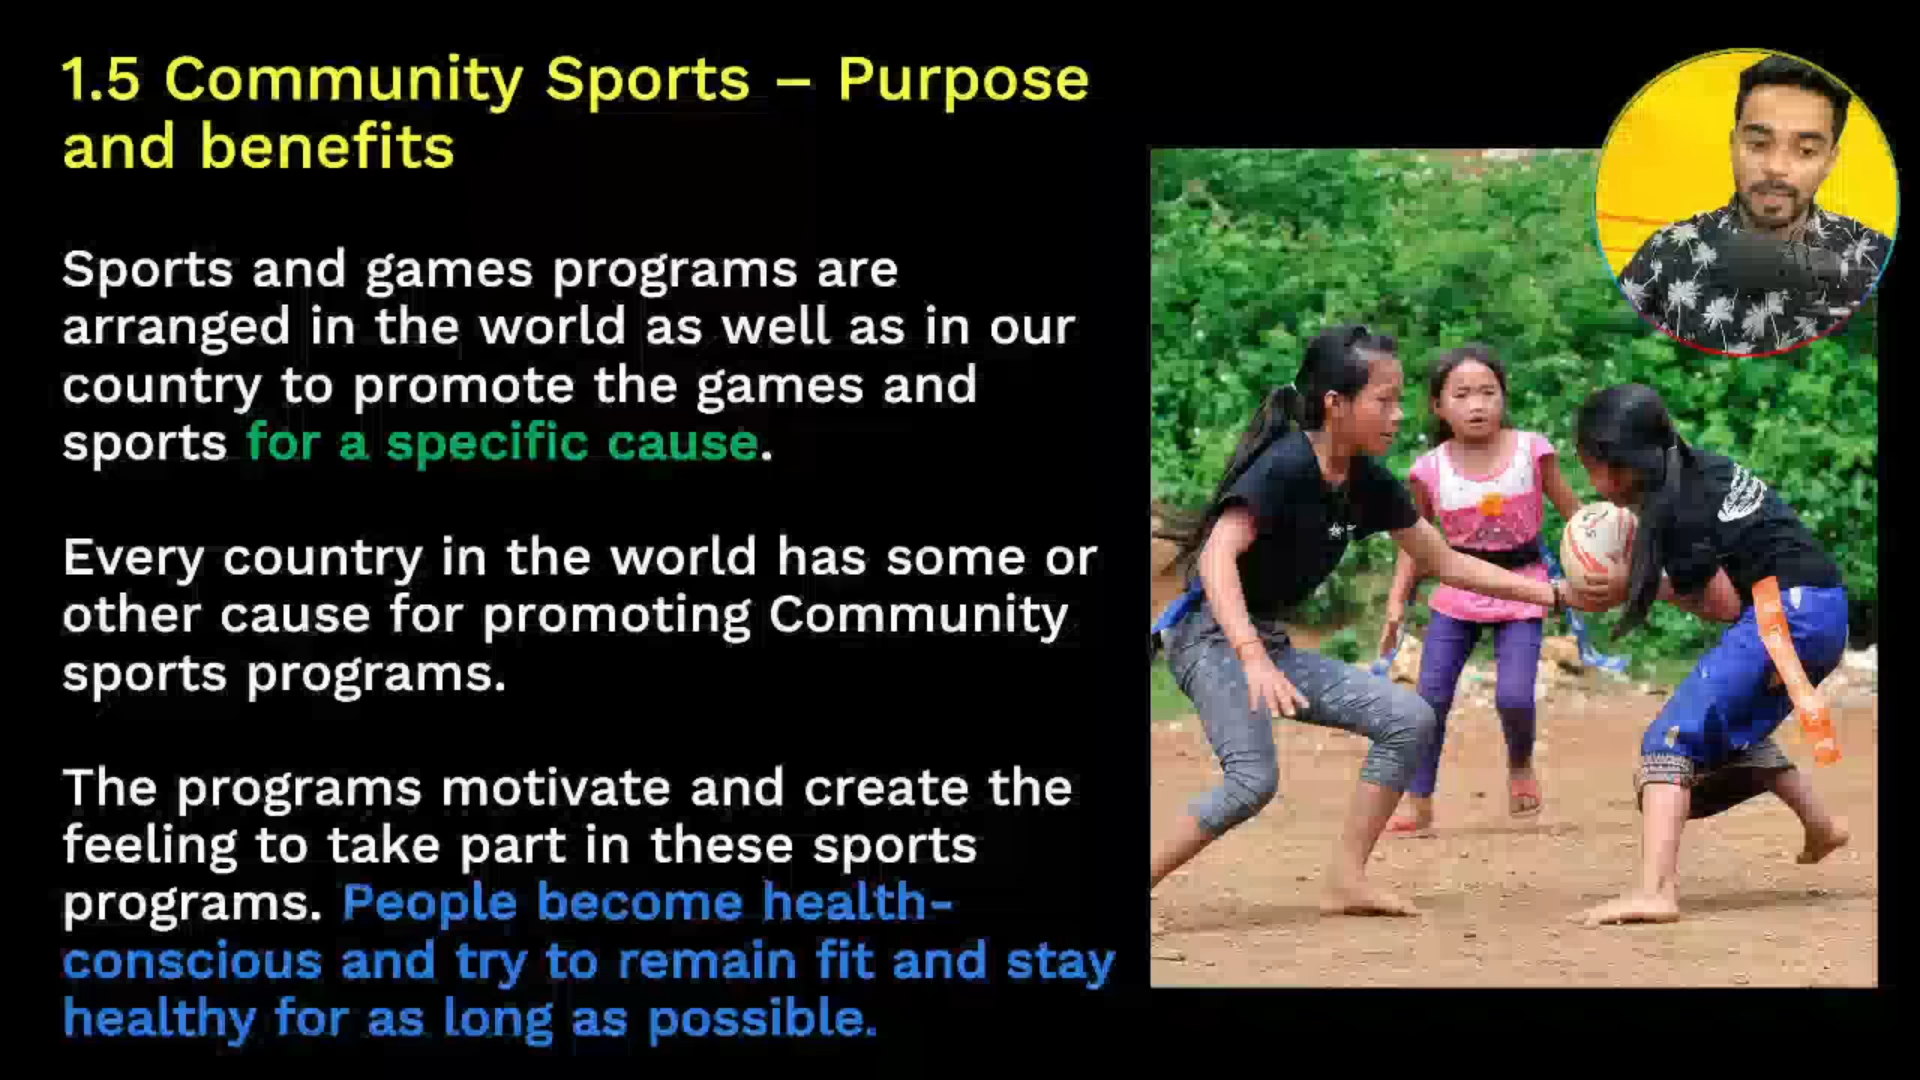 1.5 Community Sports – Purpose
and benefits
Sports and games programs are
arranged in the world as well as in our
country to promote the games and
sports for a specific cause.
Every country in the world has some or
other cause for promoting Community
sports programs.
The programs motivate and create the
feeling to take part in these sports
programs. People become health-
conscious and try to remain fit and stay
healthy for as long as possible.